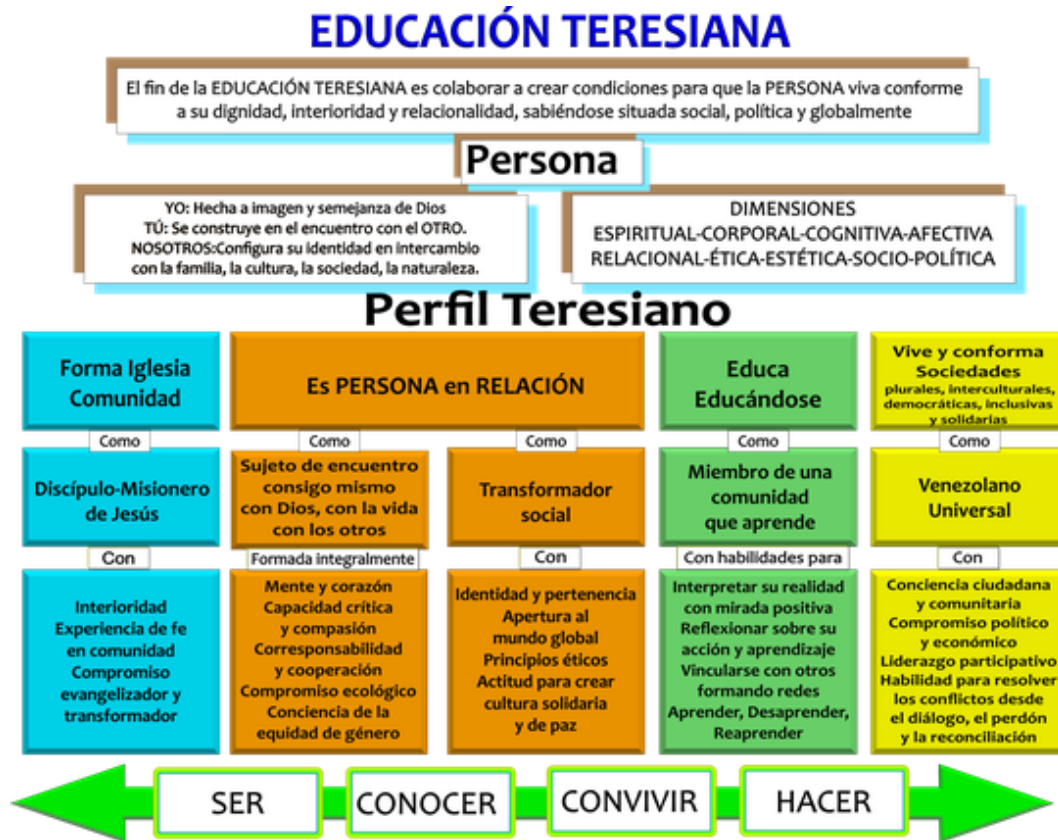 EDUCACIÓN TERESIANA
El fin de la EDUCACIÓN TERESIANA es colaborar a crear condiciones para que la PERSONA viva conforme
a su dignidad, interioridad y relacionalidad, sabiéndose situada social, política y globalmente
Persona
YO: Hecha a imagen y semejanza de Dios
TÚ: Se construye en el encuentro con el OTRO.
NOSOTROS:Configura su identidad en intercambio
con la familia, la cultura, la sociedad, la naturaleza.
DIMENSIONES
ESPIRITUAL-CORPORAL-COGNITIVA-AFECTIVA
RELACIONAL-ÉTICA-ESTÉTICA-SOCIO-POLÍTICA
Perfil Teresiano
Forma Iglesia
Comunidad
Como
Discípulo-Misionero
de Jesús
Con
Interioridad
Experiencia de fe
en comunidad
Compromiso
evangelizador y
transformador
Es PERSONA en RELACIÓN
Como
Sujeto de encuentro
consigo mismo
con Dios, con la vida
con los otros
Formada integralmente
Mente y corazón
Capacidad crítica
y compasión
Corresponsabilidad
y cooperación
Compromiso ecológico
Conciencia de la
equidad de género
Como
Transformador
social
Con
Identidad y pertenencia
Apertura al
mundo global
Principios éticos
Actitud para crear
cultura solidaria
y de paz
Educa
Educándose
Como
Miembro de una
comunidad
que aprende
Con habilidades para
Interpretar su realidad
con mirada positiva
Reflexionar sobre su
acción y aprendizaje
Vincularse con otros
formando redes
Aprender, Desaprender,
Reaprender
Vive y conforma
Sociedades
plurales, interculturales,
democráticas, inclusivas
y solidarias
Como
Venezolano
Universal
Con
Conciencia ciudadana
y comunitaria
Compromiso político
y económico
Liderazgo participativo
Habilidad para resolver
los conflictos desde
el diálogo, el perdón
y la reconciliación
SER
CONOCER
CONVIVIR
HACER